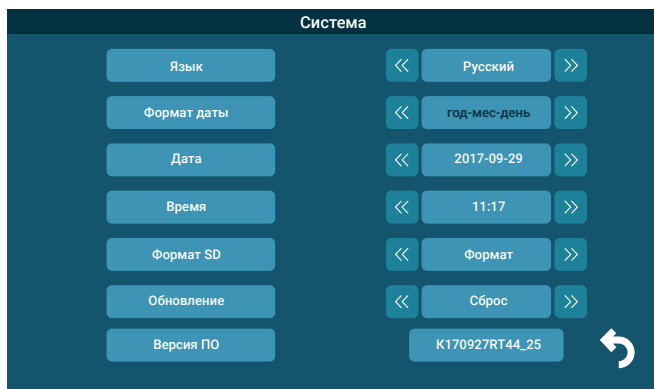 Система
Язык << Русский >>
Формат даты << год-мес-день >>
Дата << 2017-09-29 >>
Время << 11:17 >>
Формат SD << Формат >>
Обновление << Сброс >>
Версия ПО K170927RT44_25